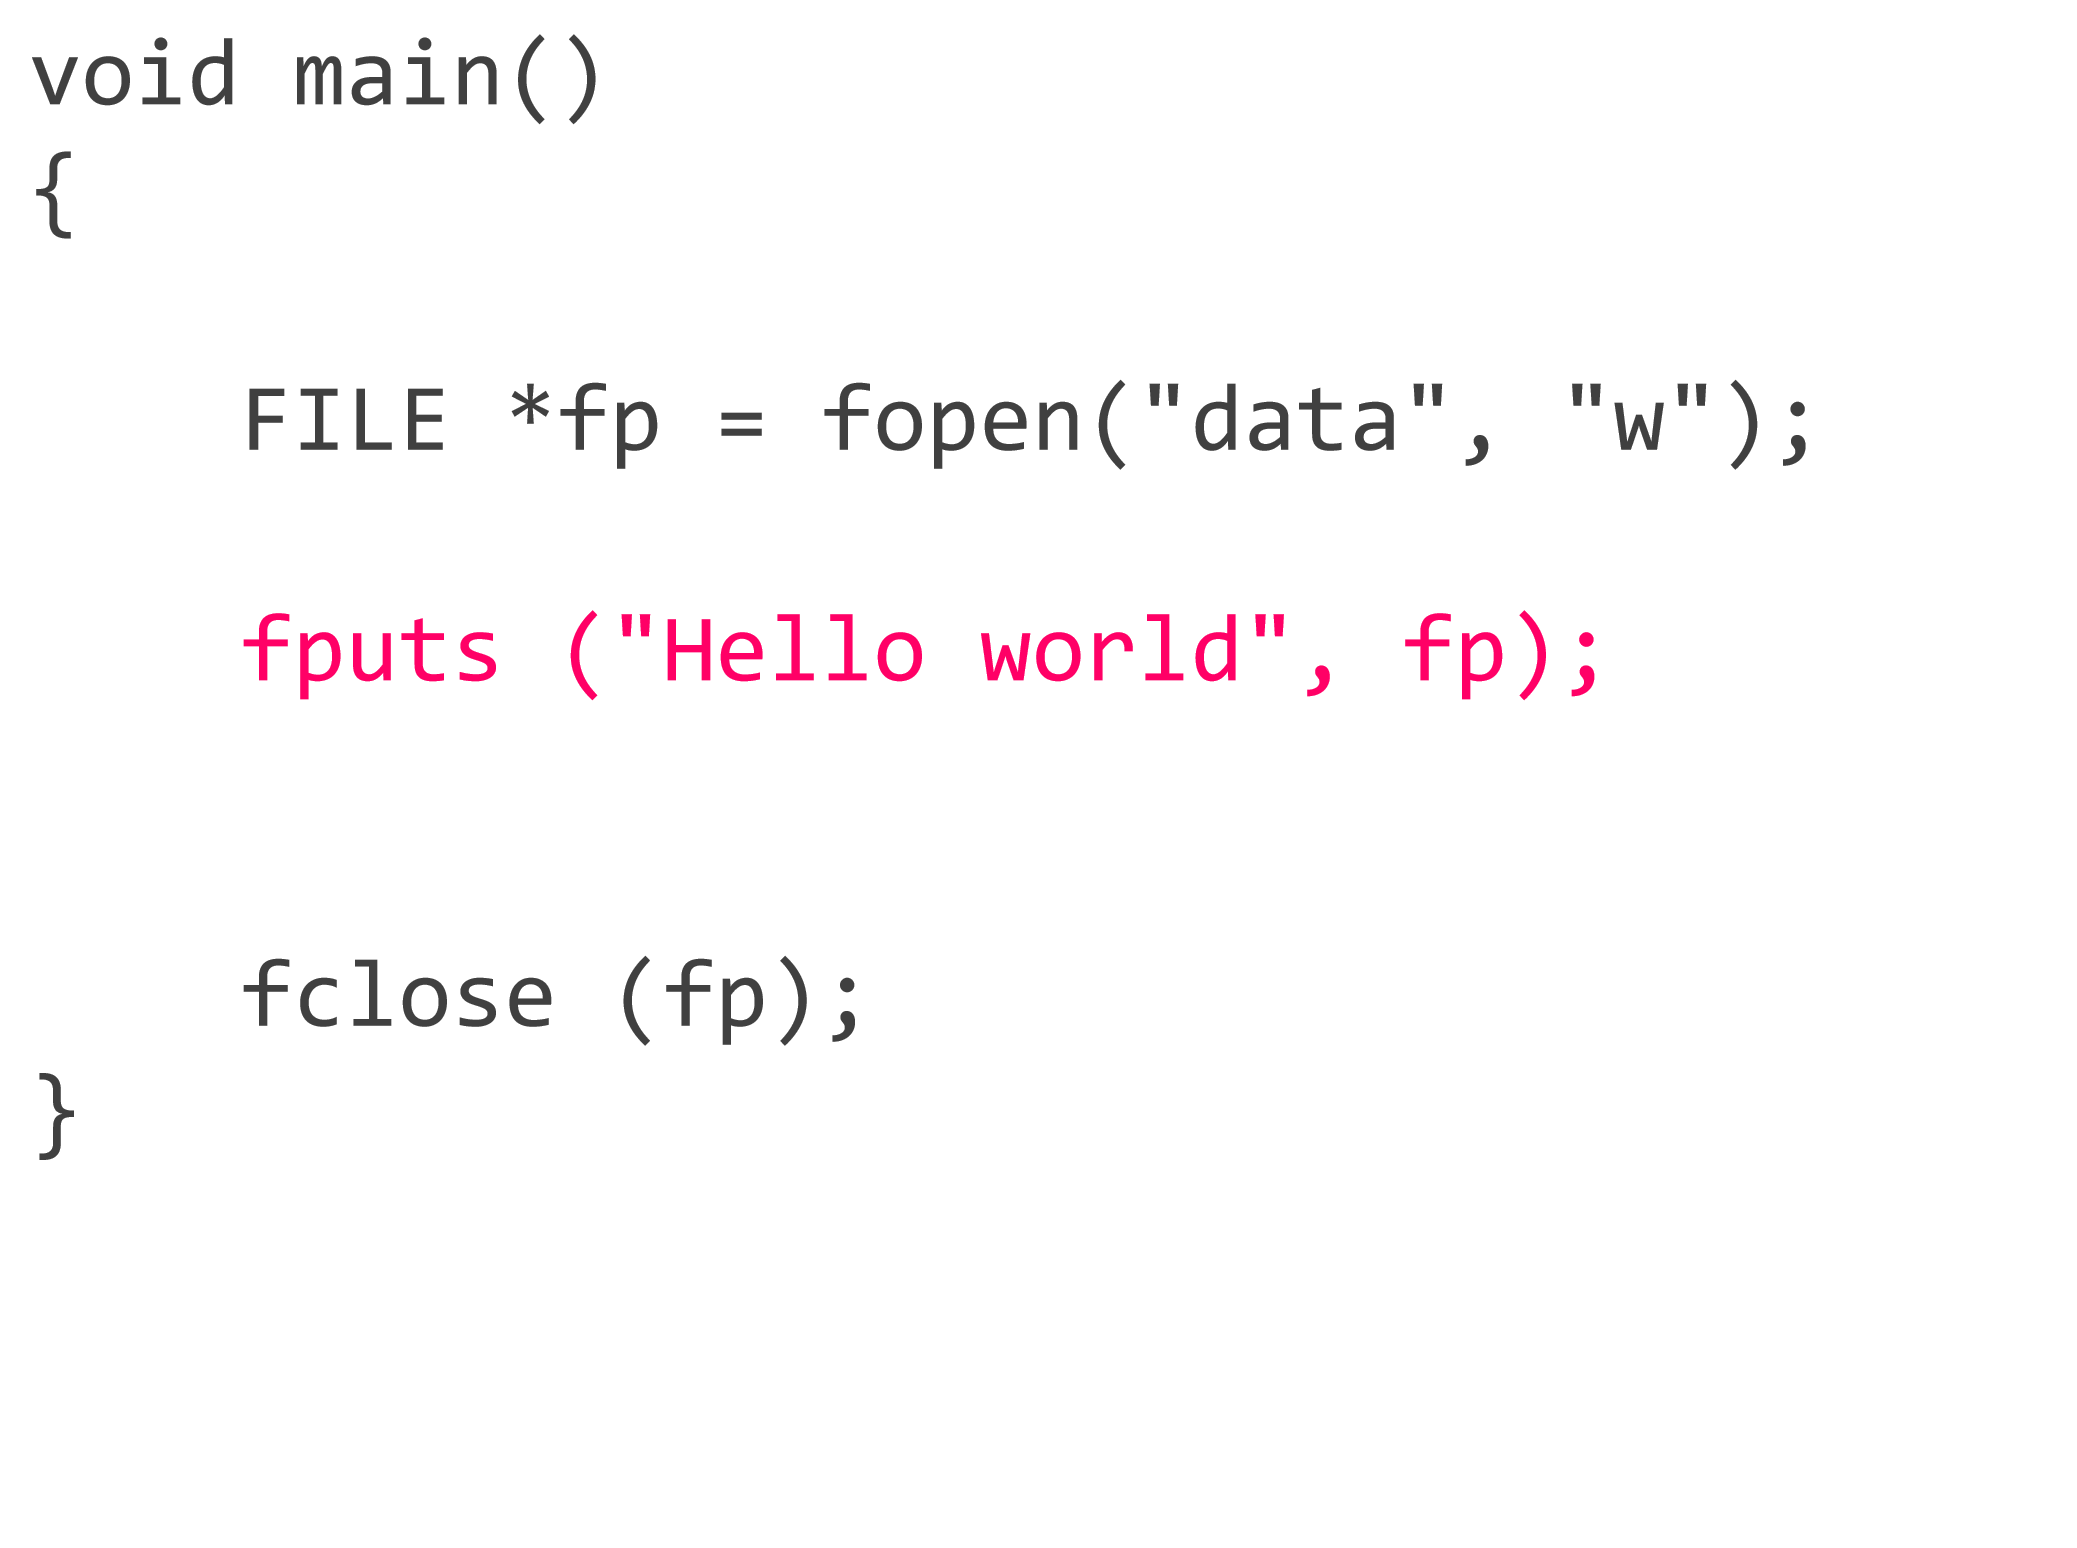 void main()
{
    FILE *fp = fopen("data", "w");
    fputs ("Hello world", fp);
    fclose (fp);
}